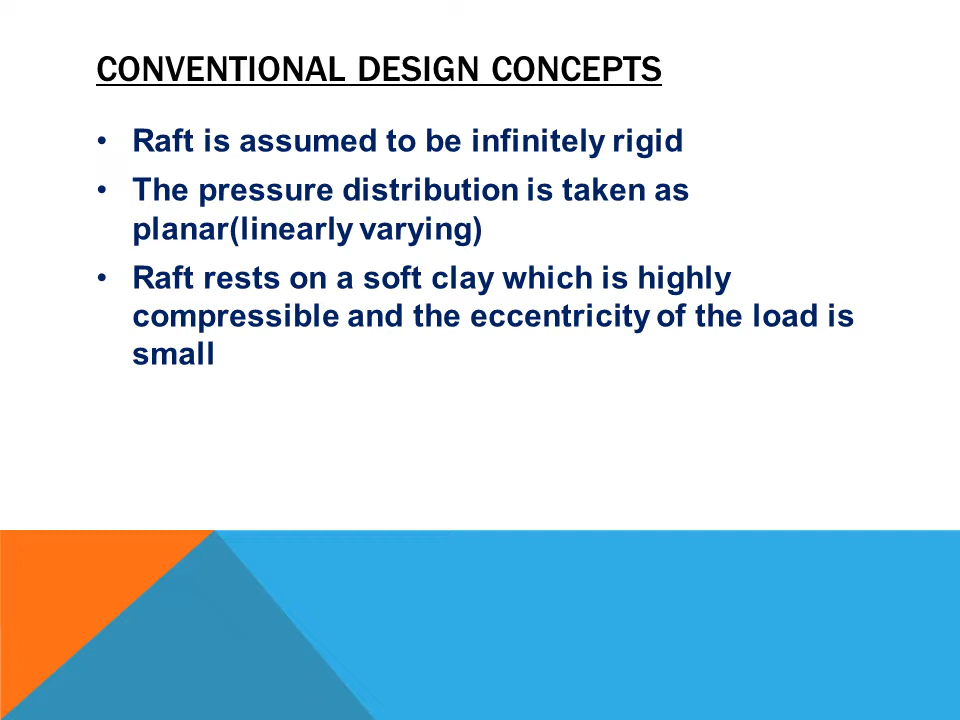 CONVENTIONAL DESIGN CONCEPTS
• Raft is assumed to be infinitely rigid
• The pressure distribution is taken as
planar(linearly varying)
• Raft rests on a soft clay which is highly
compressible and the eccentricity of the load is
small